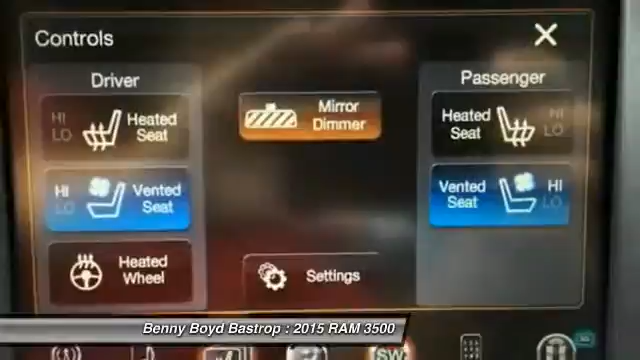 Controls
Driver
Passenger
HI
LO
Heated
Seat
Mirror
Dimmer
Heated
Seat
HI
LO
HI
LO
Vented
Seat
Vented
Seat
HI
LO
Heated
Wheel
Settings
Benny Boyd Bastrop : 2015 RAM 3500
SW